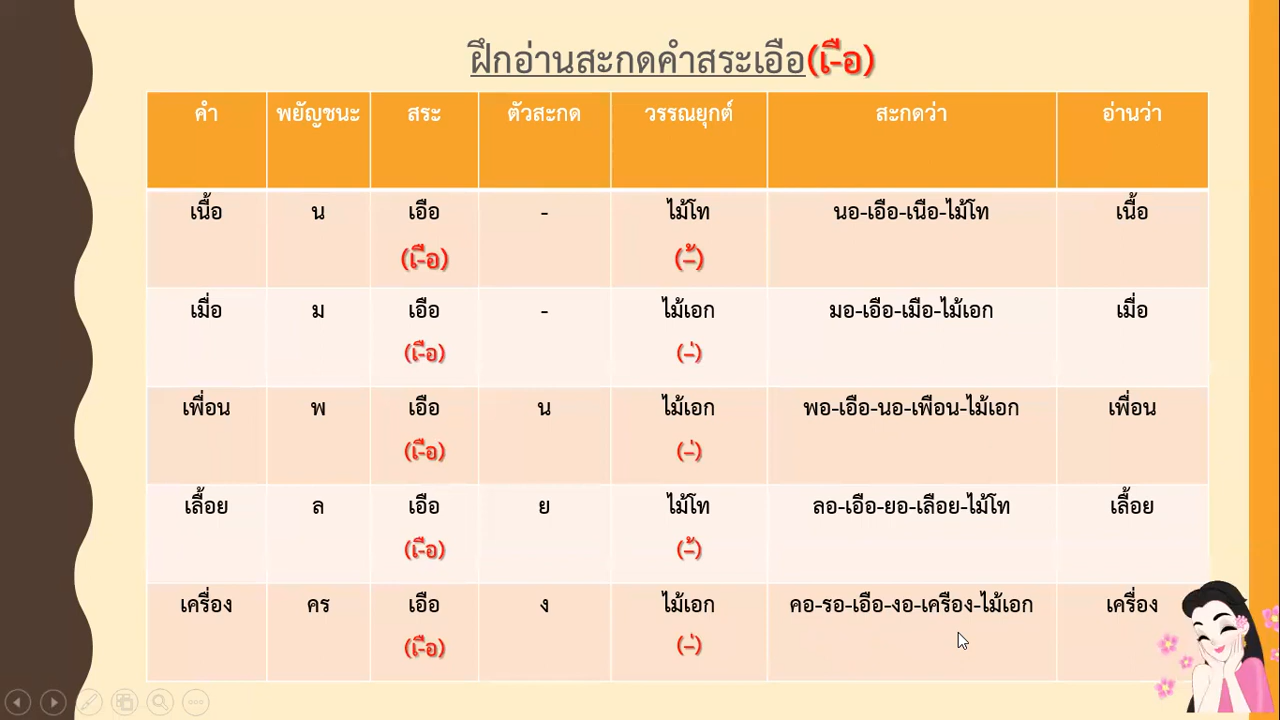 ฝึกอ่านสะกดคำสระเอือ(เ-ือ)
คำ พยัญชนะ สระ ตัวสะกด วรรณยุกต์ สะกดว่า อ่านว่า
เนื้อ น เอือ - ไม้โท นอ-เอือ-เนือ-ไม้โท เนื้อ
(เ-ือ) (-้)
เมื่อ ม เอือ - ไม้เอก มอ-เอือ-เมือ-ไม้เอก เมื่อ
(เ-ือ) (-่)
เพื่อน พ เอือ น ไม้เอก พอ-เอือ-นอ-เพือน-ไม้เอก เพื่อน
(เ-ือ) (-่)
เลื้อย ล เอือ ย ไม้โท ลอ-เอือ-ยอ-เลือย-ไม้โท เลื้อย
(เ-ือ) (-้)
เครื่อง คร เอือ ง ไม้เอก คอ-รอ-เอือ-งอ-เครือง-ไม้เอก เครื่อง
(เ-ือ) (-่)